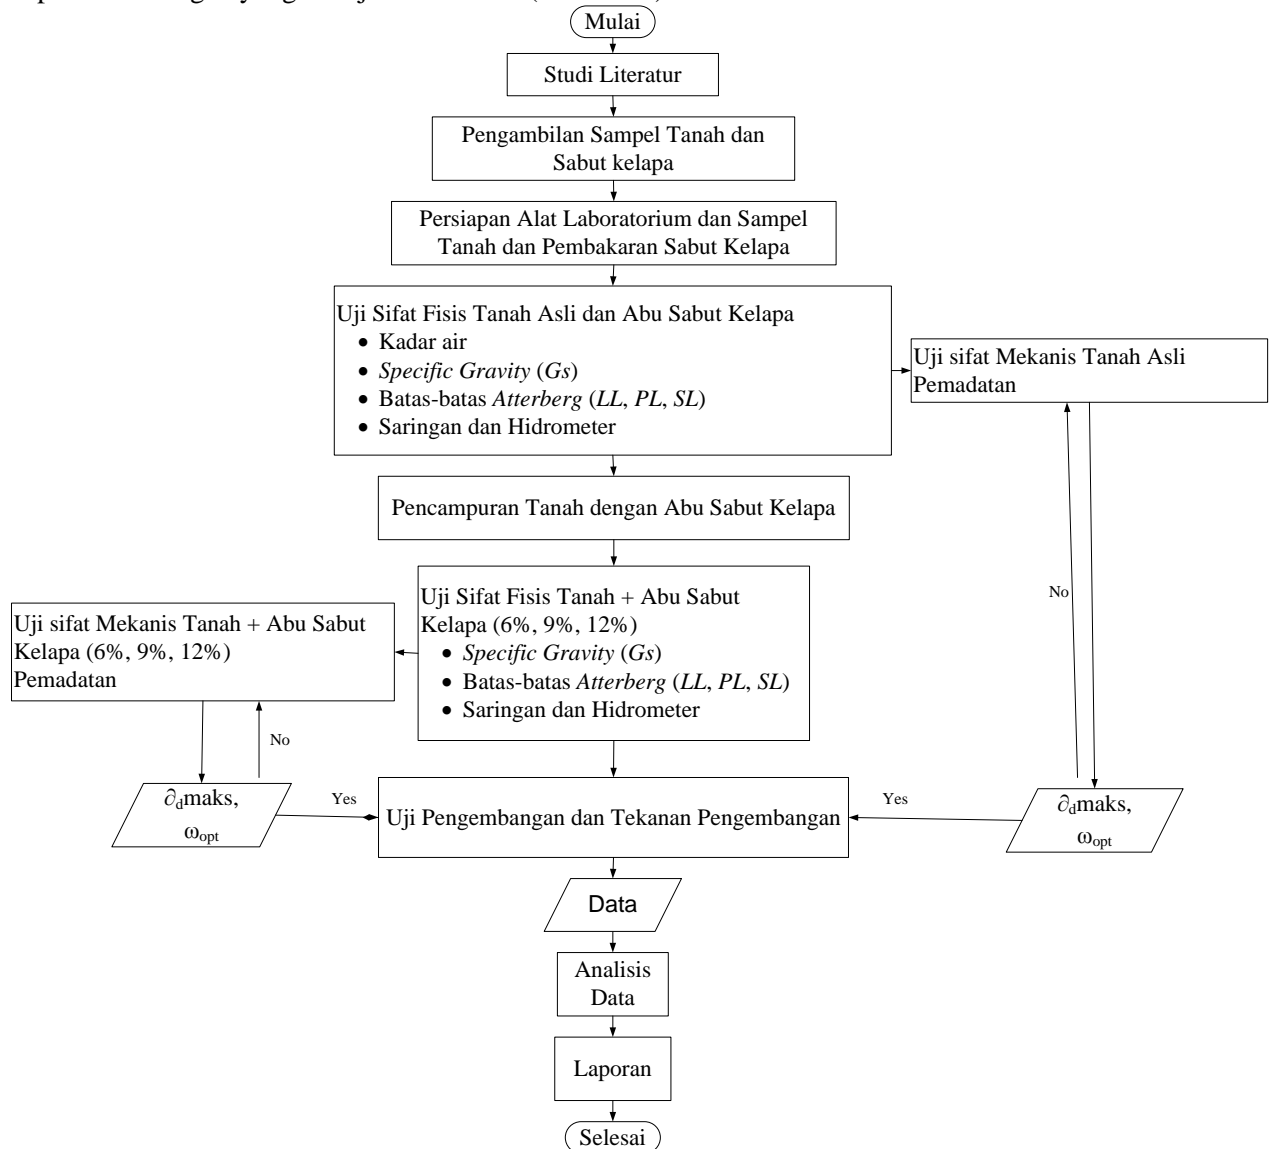 Mulai
Studi Literatur
Pengambilan Sampel Tanah dan
Sabut kelapa
Persiapan Alat Laboratorium dan Sampel
Tanah dan Pembakaran Sabut Kelapa
Uji Sifat Fisis Tanah Asli dan Abu Sabut Kelapa
• Kadar air
• Specific Gravity (Gs)
• Batas-batas Atterberg (LL, PL, SL)
• Saringan dan Hidrometer
Uji sifat Mekanis Tanah Asli
Pemadatan
Pencampuran Tanah dengan Abu Sabut Kelapa
No
Uji Sifat Fisis Tanah + Abu Sabut
Kelapa (6%, 9%, 12%)
• Specific Gravity (Gs)
• Batas-batas Atterberg (LL, PL, SL)
• Saringan dan Hidrometer
Uji sifat Mekanis Tanah + Abu Sabut
Kelapa (6%, 9%, 12%)
Pemadatan
No
∂dmaks,
ωopt
Yes
Uji Pengembangan dan Tekanan Pengembangan
Yes
∂dmaks,
ωopt
Data
Analisis
Data
Laporan
Selesai